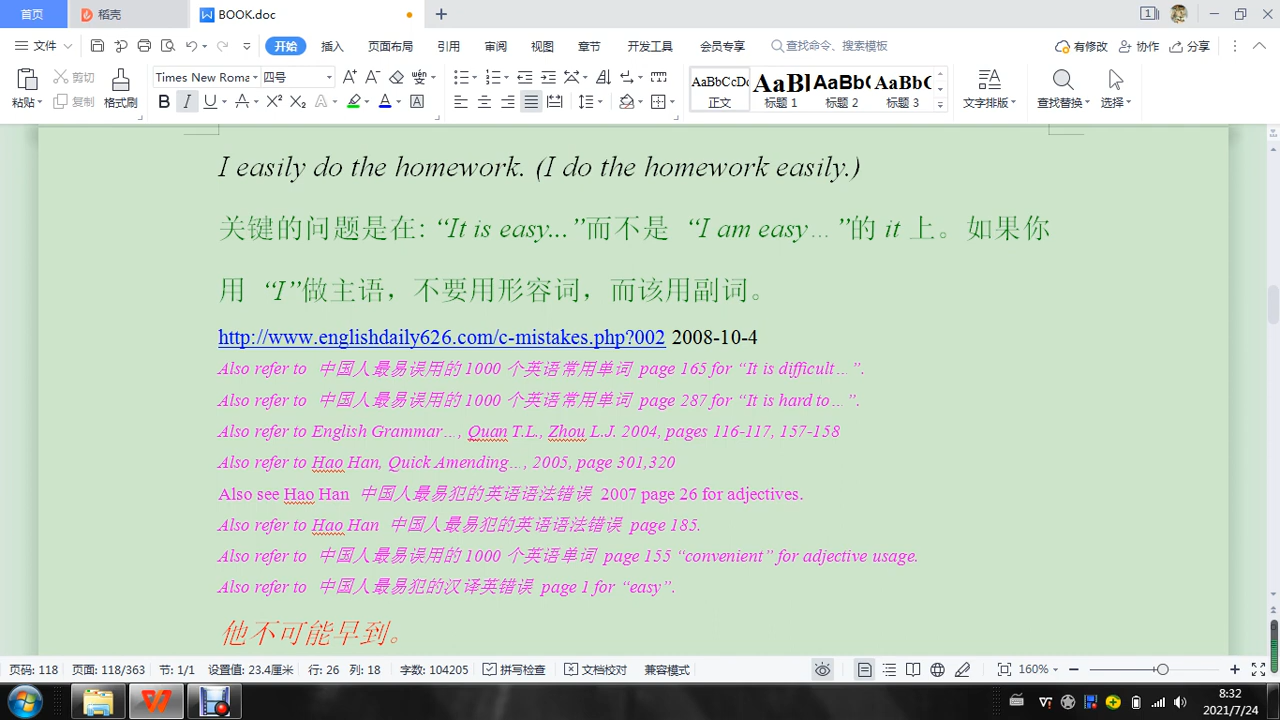 首页 稻壳 BOOK.doc
文件 开始 插入 页面布局 引用 审阅 视图 章节 开发工具 会员专享 查找命令、搜索模板 有修改 协作 分享
粘贴 剪切 复制 格式刷 Times New Roma 四号 AaBbCcDd AaBl AaBb( AaBbC 正文 标题 1 标题 2 标题 3 文字排版 查找替换 选择
I easily do the homework. (I do the homework easily.)
关键的问题是在: “It is easy...”而不是 “I am easy…”的 it 上。如果你
用 “I”做主语，不要用形容词，而该用副词。
http://www.englishdaily626.com/c-mistakes.php?002 2008-10-4
Also refer to 中国人最易误用的 1000 个英语常用单词 page 165 for “It is difficult…”.
Also refer to 中国人最易误用的 1000 个英语常用单词 page 287 for “It is hard to…”.
Also refer to English Grammar…, Quan T.L., Zhou L.J. 2004, pages 116-117, 157-158
Also refer to Hao Han, Quick Amending…, 2005, page 301,320
Also see Hao Han 中国人最易犯的英语语法错误 2007 page 26 for adjectives.
Also refer to Hao Han 中国人最易犯的英语语法错误 page 185.
Also refer to 中国人最易误用的 1000 个英语单词 page 155 “convenient” for adjective usage.
Also refer to 中国人最易犯的汉译英错误 page 1 for “easy”.
他不可能早到。
页码: 118 页面: 118/363 节: 1/1 设置值: 23.4厘米 行: 26 列: 18 字数: 104205 拼写检查 文档校对 兼容模式 160%
8:32
2021/7/24